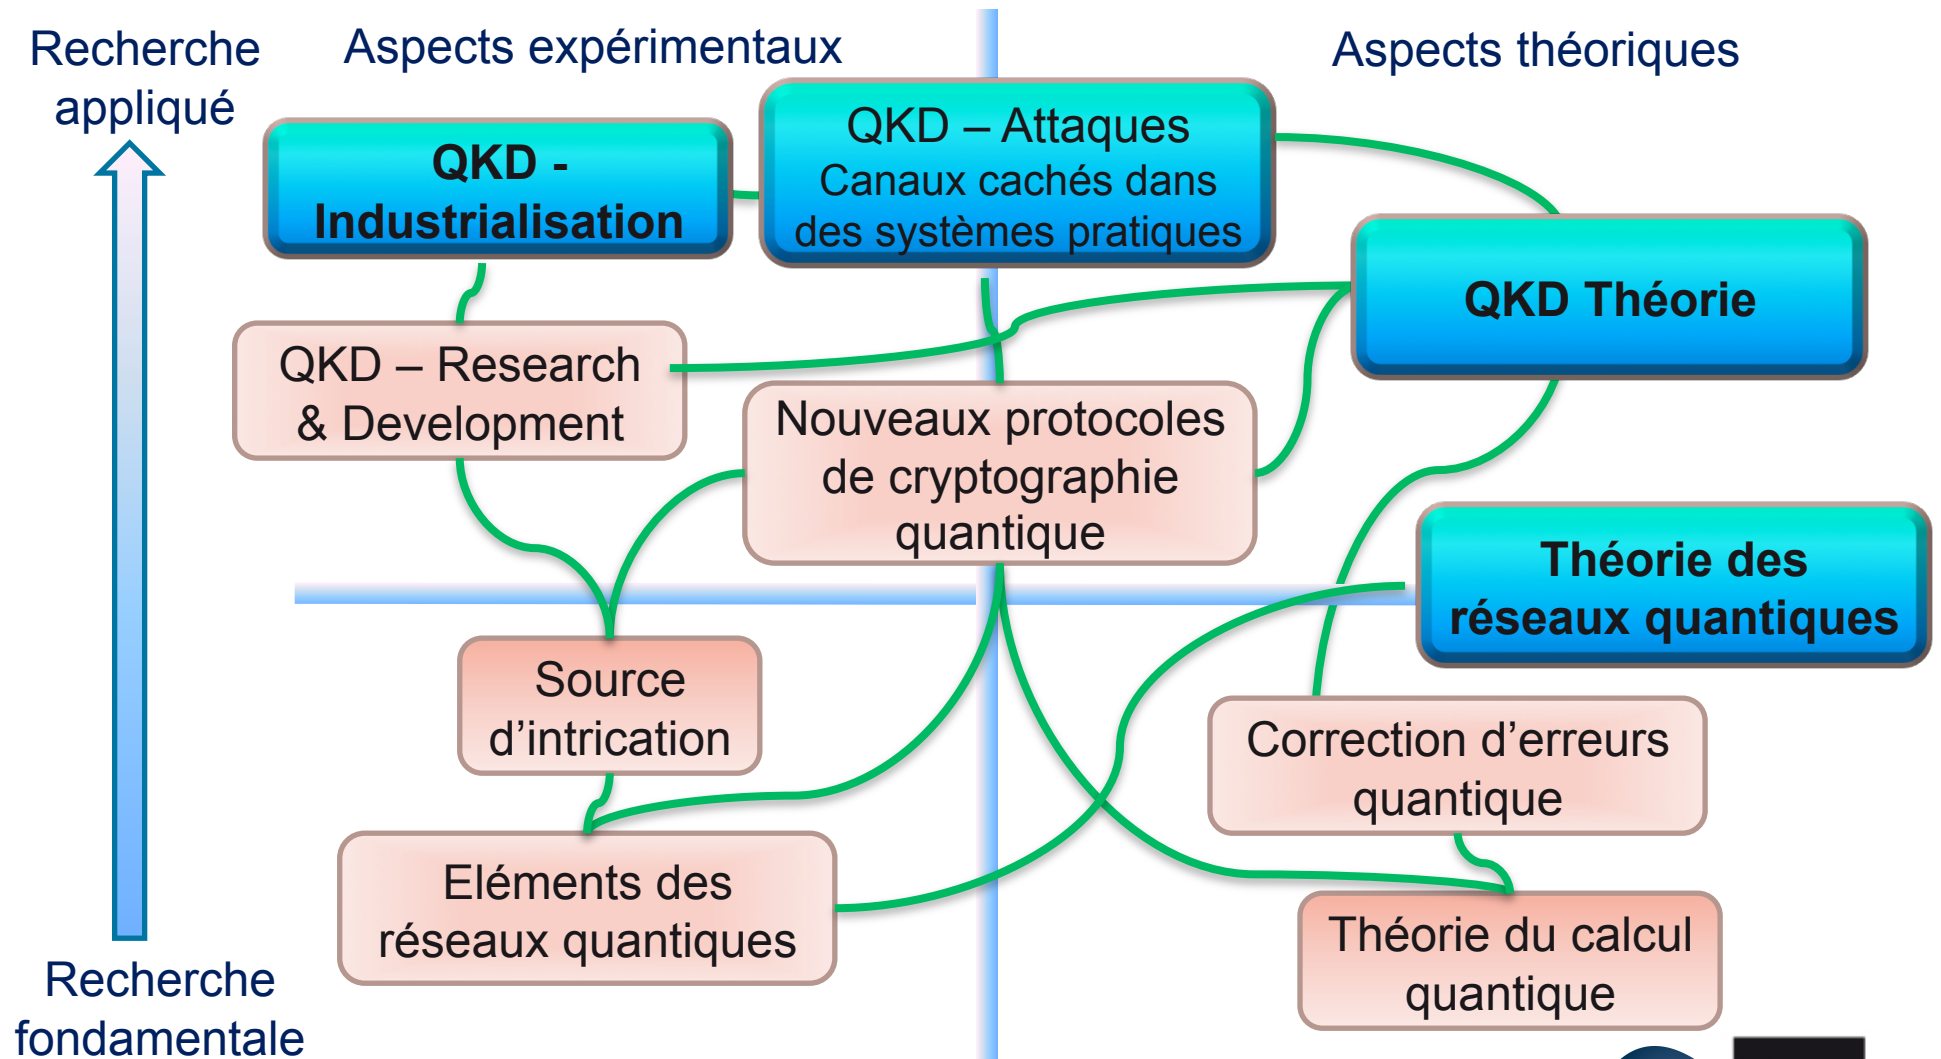 Recherche
appliqué
Aspects expérimentaux
Aspects théoriques
QKD -
Industrialisation
QKD – Attaques
Canaux cachés dans
des systèmes pratiques
QKD Théorie
QKD – Research
& Development
Nouveaux protocoles
de cryptographie
quantique
Théorie des
réseaux quantiques
Source
d’intrication
Correction d’erreurs
quantique
Eléments des
réseaux quantiques
Théorie du calcul
quantique
Recherche
fondamentale